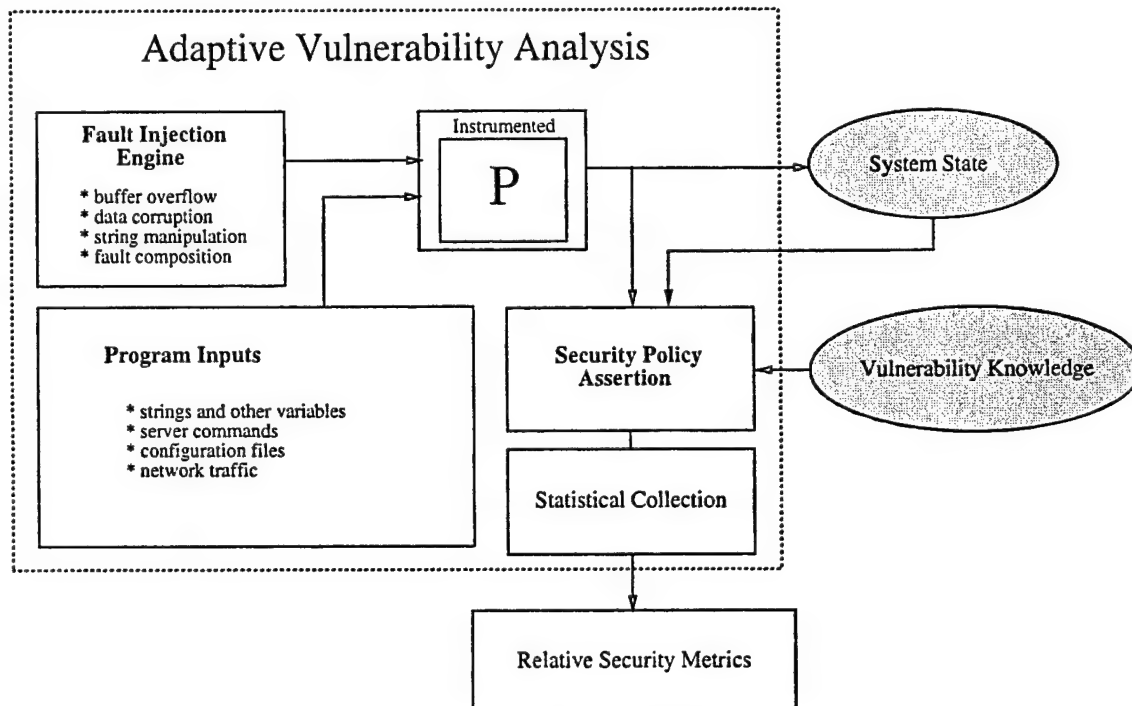 Adaptive Vulnerability Analysis
Fault Injection
Engine
* buffer overflow
* data corruption
* string manipulation
* fault composition
Instrumented
P
System State
Program Inputs
* strings and other variables
* server commands
* configuration files
* network traffic
Security Policy
Assertion
Vulnerability Knowledge
Statistical Collection
Relative Security Metrics